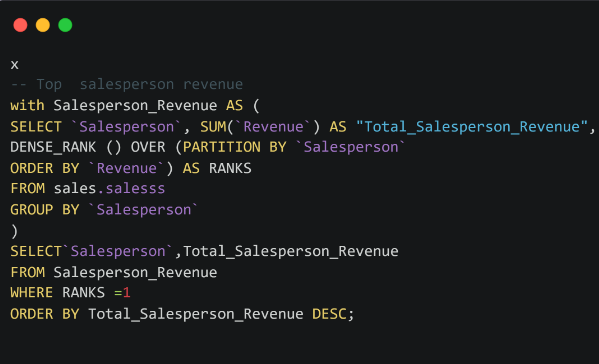 x
-- Top  salesperson revenue
with Salesperson_Revenue AS (
SELECT `Salesperson`, SUM(`Revenue`) AS "Total_Salesperson_Revenue",
DENSE_RANK () OVER (PARTITION BY `Salesperson`
ORDER BY `Revenue`) AS RANKS
FROM sales.salesss
GROUP BY `Salesperson`
)
SELECT`Salesperson`,Total_Salesperson_Revenue
FROM Salesperson_Revenue
WHERE RANKS =1
ORDER BY Total_Salesperson_Revenue DESC;